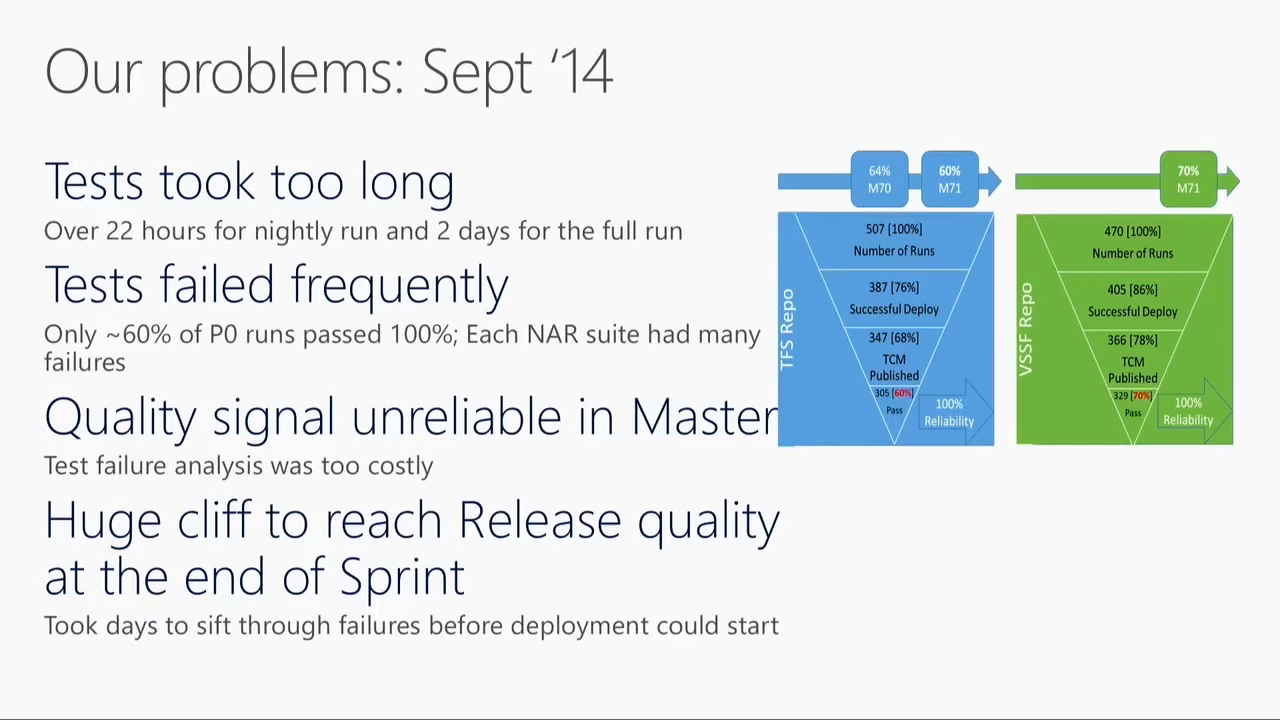 Our problems: Sept ‘14
Tests took too long
Over 22 hours for nightly run and 2 days for the full run
Tests failed frequently
Only ~60% of P0 runs passed 100%; Each NAR suite had many
failures
Quality signal unreliable in Master
Test failure analysis was too costly
Huge cliff to reach Release quality
at the end of Sprint
Took days to sift through failures before deployment could start
64%
M70
60%
M71
TFS Repo
507 [100%]
Number of Runs
387 [76%]
Successful Deploy
347 [68%]
TCM
Published
305 [60%]
Pass
100%
Reliability
70%
M71
VSSF Repo
470 [100%]
Number of Runs
405 [86%]
Successful Deploy
366 [78%]
TCM
Published
329 [70%]
Pass
100%
Reliability